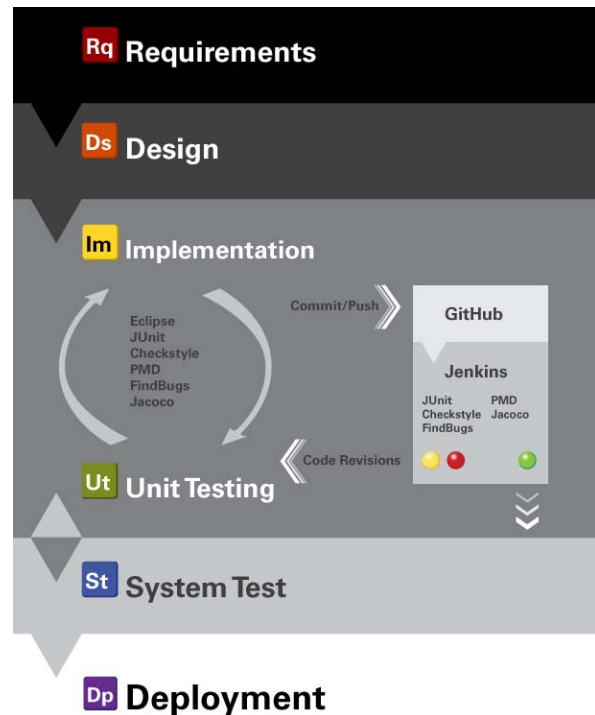 Rq Requirements
Ds Design
Im Implementation
Eclipse
JUnit
Checkstyle
PMD
FindBugs
Jacoco
Commit/Push
GitHub
Jenkins
JUnit PMD
Checkstyle Jacoco
FindBugs
Code Revisions
Ut Unit Testing
St System Test
Dp Deployment